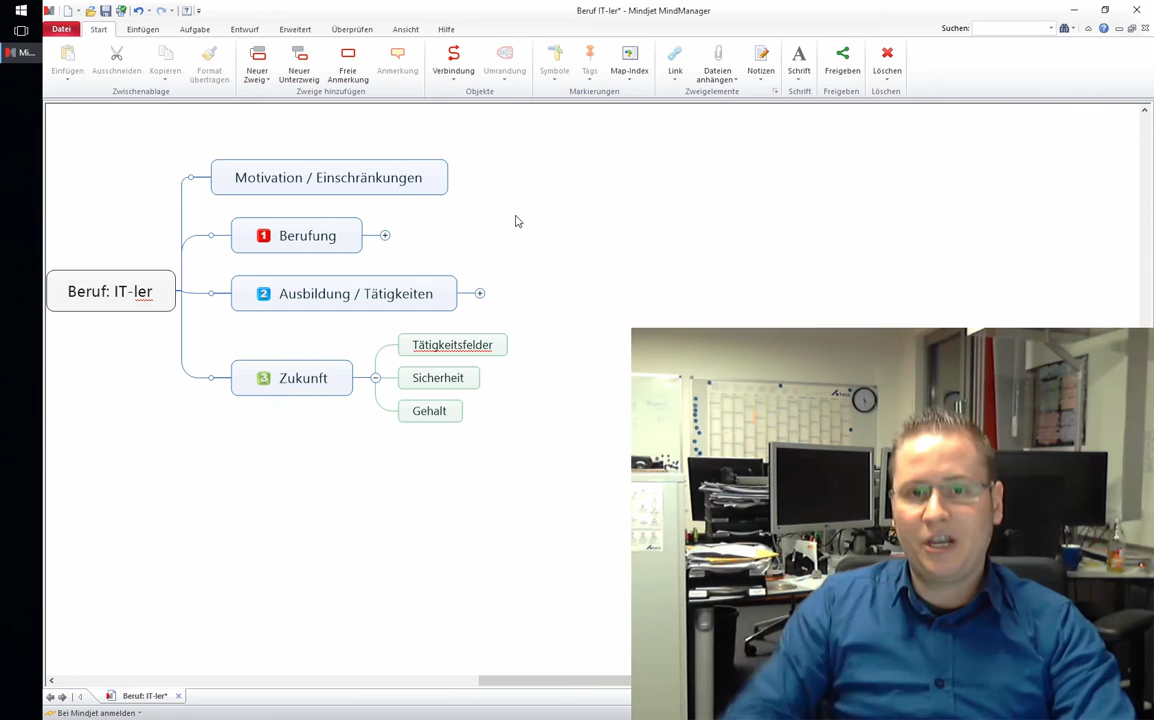 Beruf IT-ler* - Mindjet MindManager
Mi...
Datei Start Einfügen Aufgabe Entwurf Erweitert Überprüfen Ansicht Hilfe Suchen:
Einfügen Ausschneiden Kopieren Format übertragen
Neuer Zweig Neuer Unterzweig Freie Anmerkung Anmerkung
Verbindung Umrandung Symbole Tags Map-Index
Link Dateien anhängen Notizen Schrift Freigeben Löschen
Zwischenablage Zweige hinzufügen Objekte Markierungen Zweigelemente Schrift Freigeben Löschen
Motivation / Einschränkungen
1 Berufung
Beruf: IT-ler
2 Ausbildung / Tätigkeiten
Tätigkeitsfelder
3 Zukunft
Sicherheit
Gehalt
Beruf: IT-ler*
Bei Mindjet anmelden